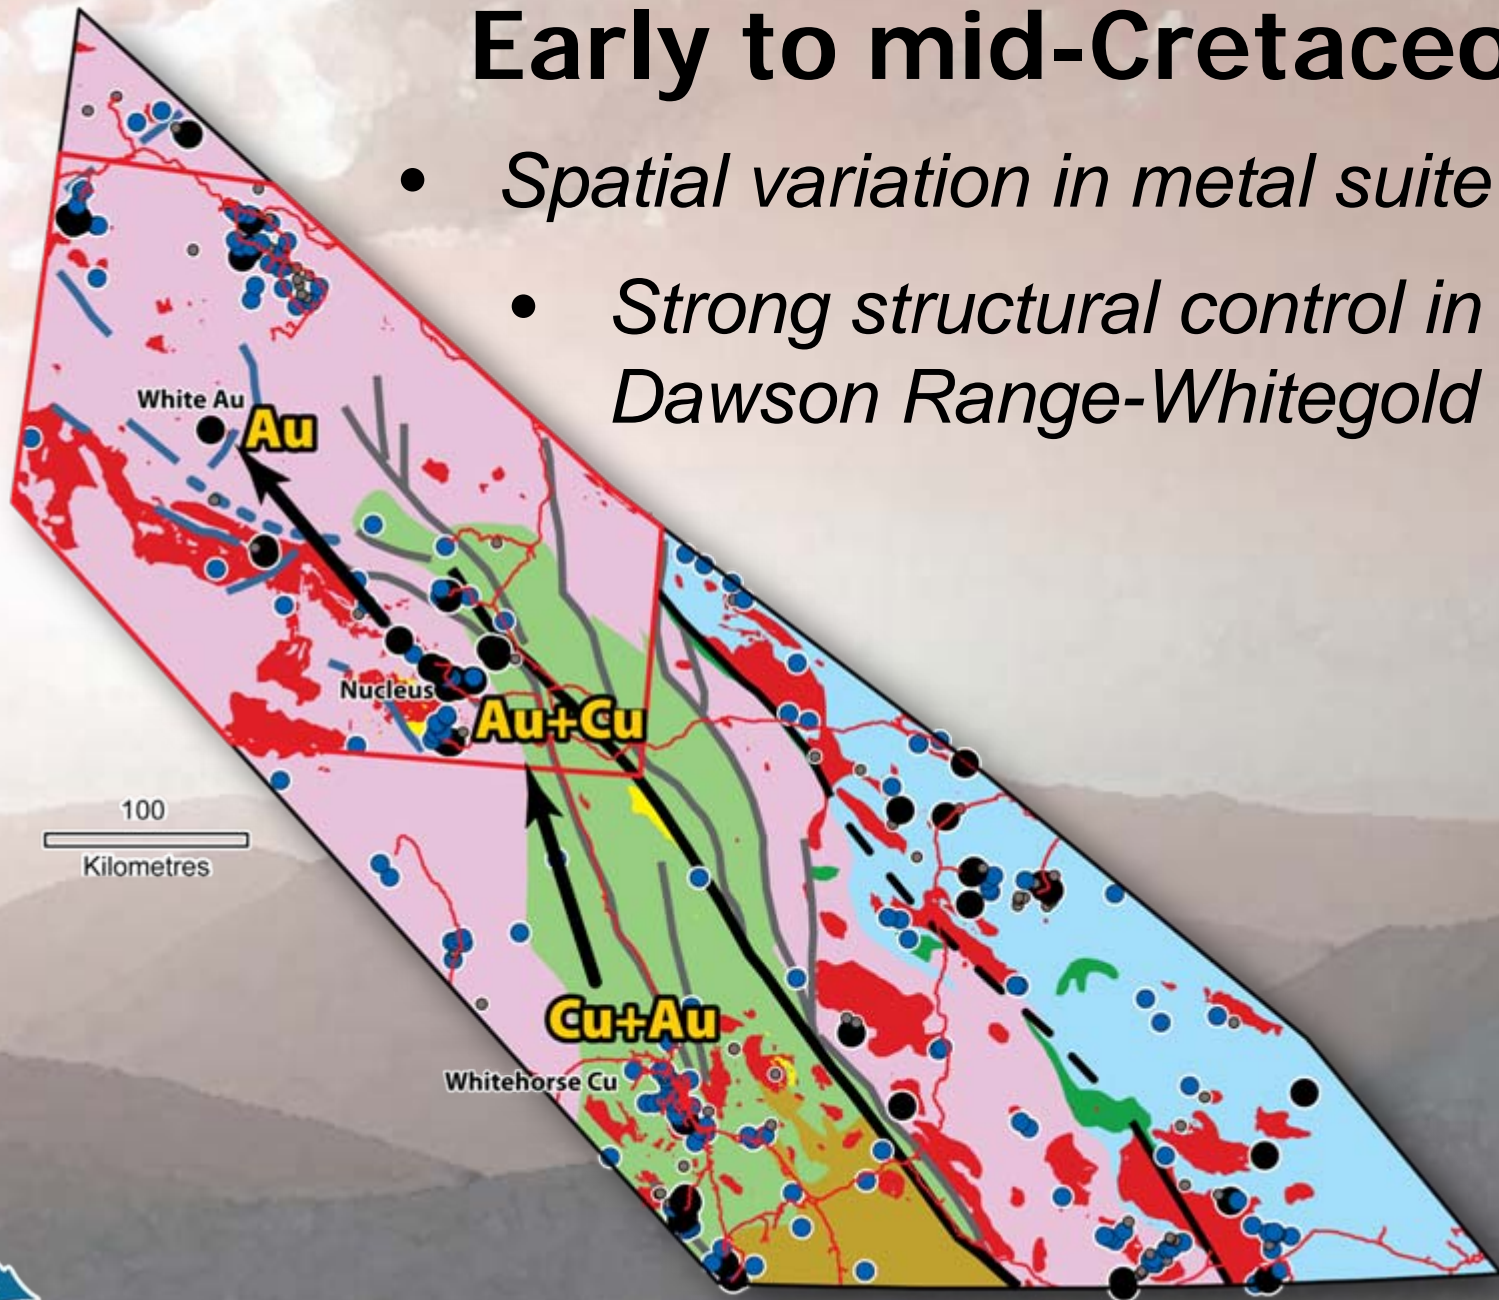 Early to mid-Cretaceo
• Spatial variation in metal suite
• Strong structural control in
Dawson Range-Whitegold
White Au
Au
Nucleus
Au+Cu
100
Kilometres
Cu+Au
Whitehorse Cu